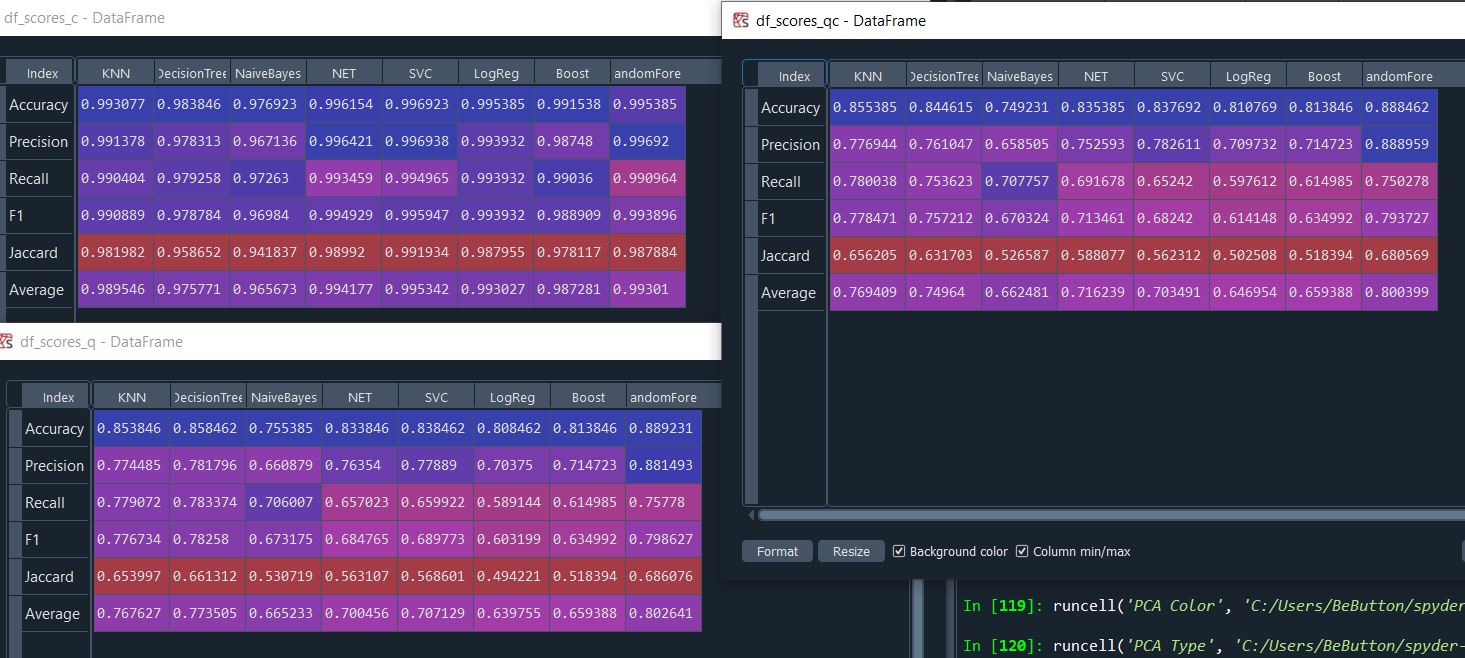 df_scores_c - DataFrame
Index KNN DecisionTree NaiveBayes NET SVC LogReg Boost andomFore
Accuracy 0.993077 0.983846 0.976923 0.996154 0.996923 0.995385 0.991538 0.995385
Precision 0.991378 0.978313 0.967136 0.996421 0.996938 0.993932 0.98748 0.99692
Recall 0.990404 0.979258 0.97263 0.993459 0.994965 0.993932 0.99036 0.990964
F1 0.990889 0.978784 0.96984 0.994929 0.995947 0.993932 0.988909 0.993896
Jaccard 0.981982 0.958652 0.941837 0.98992 0.991934 0.987955 0.978117 0.987884
Average 0.989546 0.975771 0.965673 0.994177 0.995342 0.993027 0.987281 0.99301
df_scores_q - DataFrame
Index KNN DecisionTree NaiveBayes NET SVC LogReg Boost andomFore
Accuracy 0.853846 0.858462 0.755385 0.833846 0.838462 0.808462 0.813846 0.889231
Precision 0.774485 0.781796 0.660879 0.76354 0.77889 0.70375 0.714723 0.881493
Recall 0.779072 0.783374 0.706007 0.657023 0.659922 0.589144 0.614985 0.75778
F1 0.776734 0.78258 0.673175 0.684765 0.689773 0.603199 0.634992 0.798627
Jaccard 0.653997 0.661312 0.530719 0.563107 0.568601 0.494221 0.518394 0.686076
Average 0.767627 0.773505 0.665233 0.700456 0.707129 0.639755 0.659388 0.802641
df_scores_qc - DataFrame
Index KNN DecisionTree NaiveBayes NET SVC LogReg Boost andomFore
Accuracy 0.855385 0.844615 0.749231 0.835385 0.837692 0.810769 0.813846 0.888462
Precision 0.776944 0.761047 0.658505 0.752593 0.782611 0.709732 0.714723 0.888959
Recall 0.780038 0.753623 0.707757 0.691678 0.65242 0.597612 0.614985 0.750278
F1 0.778471 0.757212 0.670324 0.713461 0.68242 0.614148 0.634992 0.793727
Jaccard 0.656205 0.631703 0.526587 0.588077 0.562312 0.502508 0.518394 0.680569
Average 0.769409 0.74964 0.662481 0.716239 0.703491 0.646954 0.659388 0.800399
Format Resize Background color Column min/max
In [119]: runcell('PCA Color', 'C:/Users/BeButton/spyder
In [120]: runcell('PCA Type', 'C:/Users/BeButton/spyder-